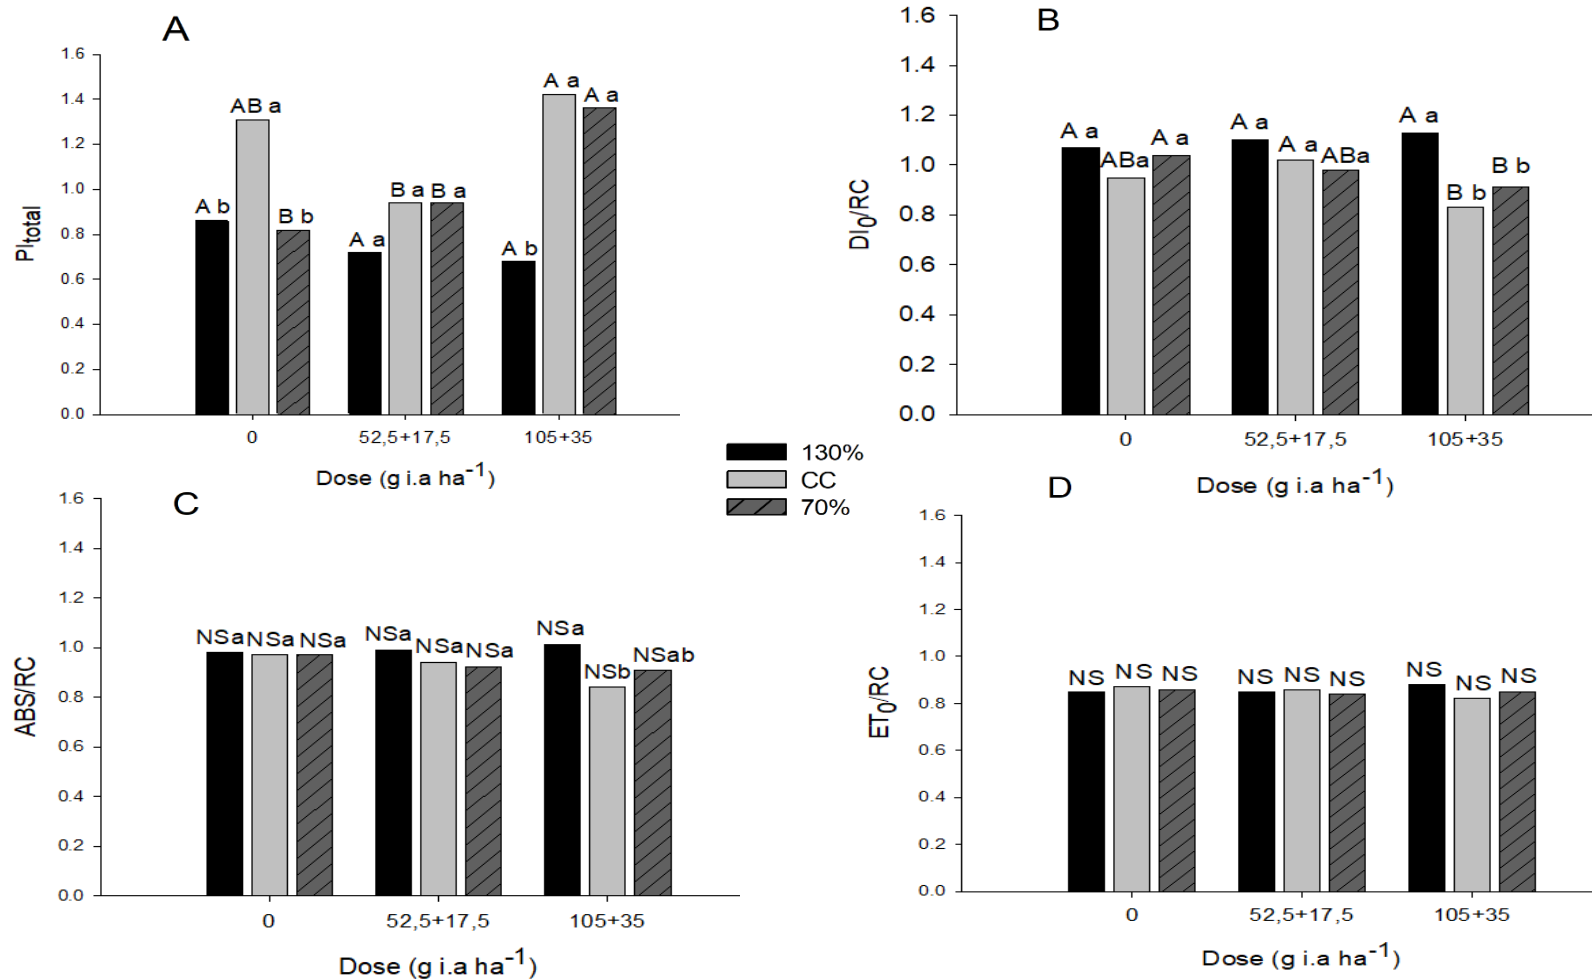 A
PItotal
1.6
1.4
1.2
1.0
0.8
0.6
0.4
0.2
0.0
A b
AB a
B b
A a
B a
B a
A b
A a
A a
0
52,5+17,5
105+35
Dose (g i.a ha-1)
B
DI0/RC
1.6
1.4
1.2
1.0
0.8
0.6
0.4
0.2
0.0
A a
ABa
A a
A a
A a
ABa
A a
B b
B b
0
52,5+17,5
105+35
Dose (g i.a ha-1)
130%
CC
70%
C
ABS/RC
1.6
1.4
1.2
1.0
0.8
0.6
0.4
0.2
0.0
NSa
NSa
NSa
NSa
NSa
NSa
NSa
NSb
NSab
0
52,5+17,5
105+35
Dose (g i.a ha-1)
D
ET0/RC
1.6
1.4
1.2
1.0
0.8
0.6
0.4
0.2
0.0
NS
NS
NS
NS
NS
NS
NS
NS
NS
0
52,5+17,5
105+35
Dose (g i.a ha-1)